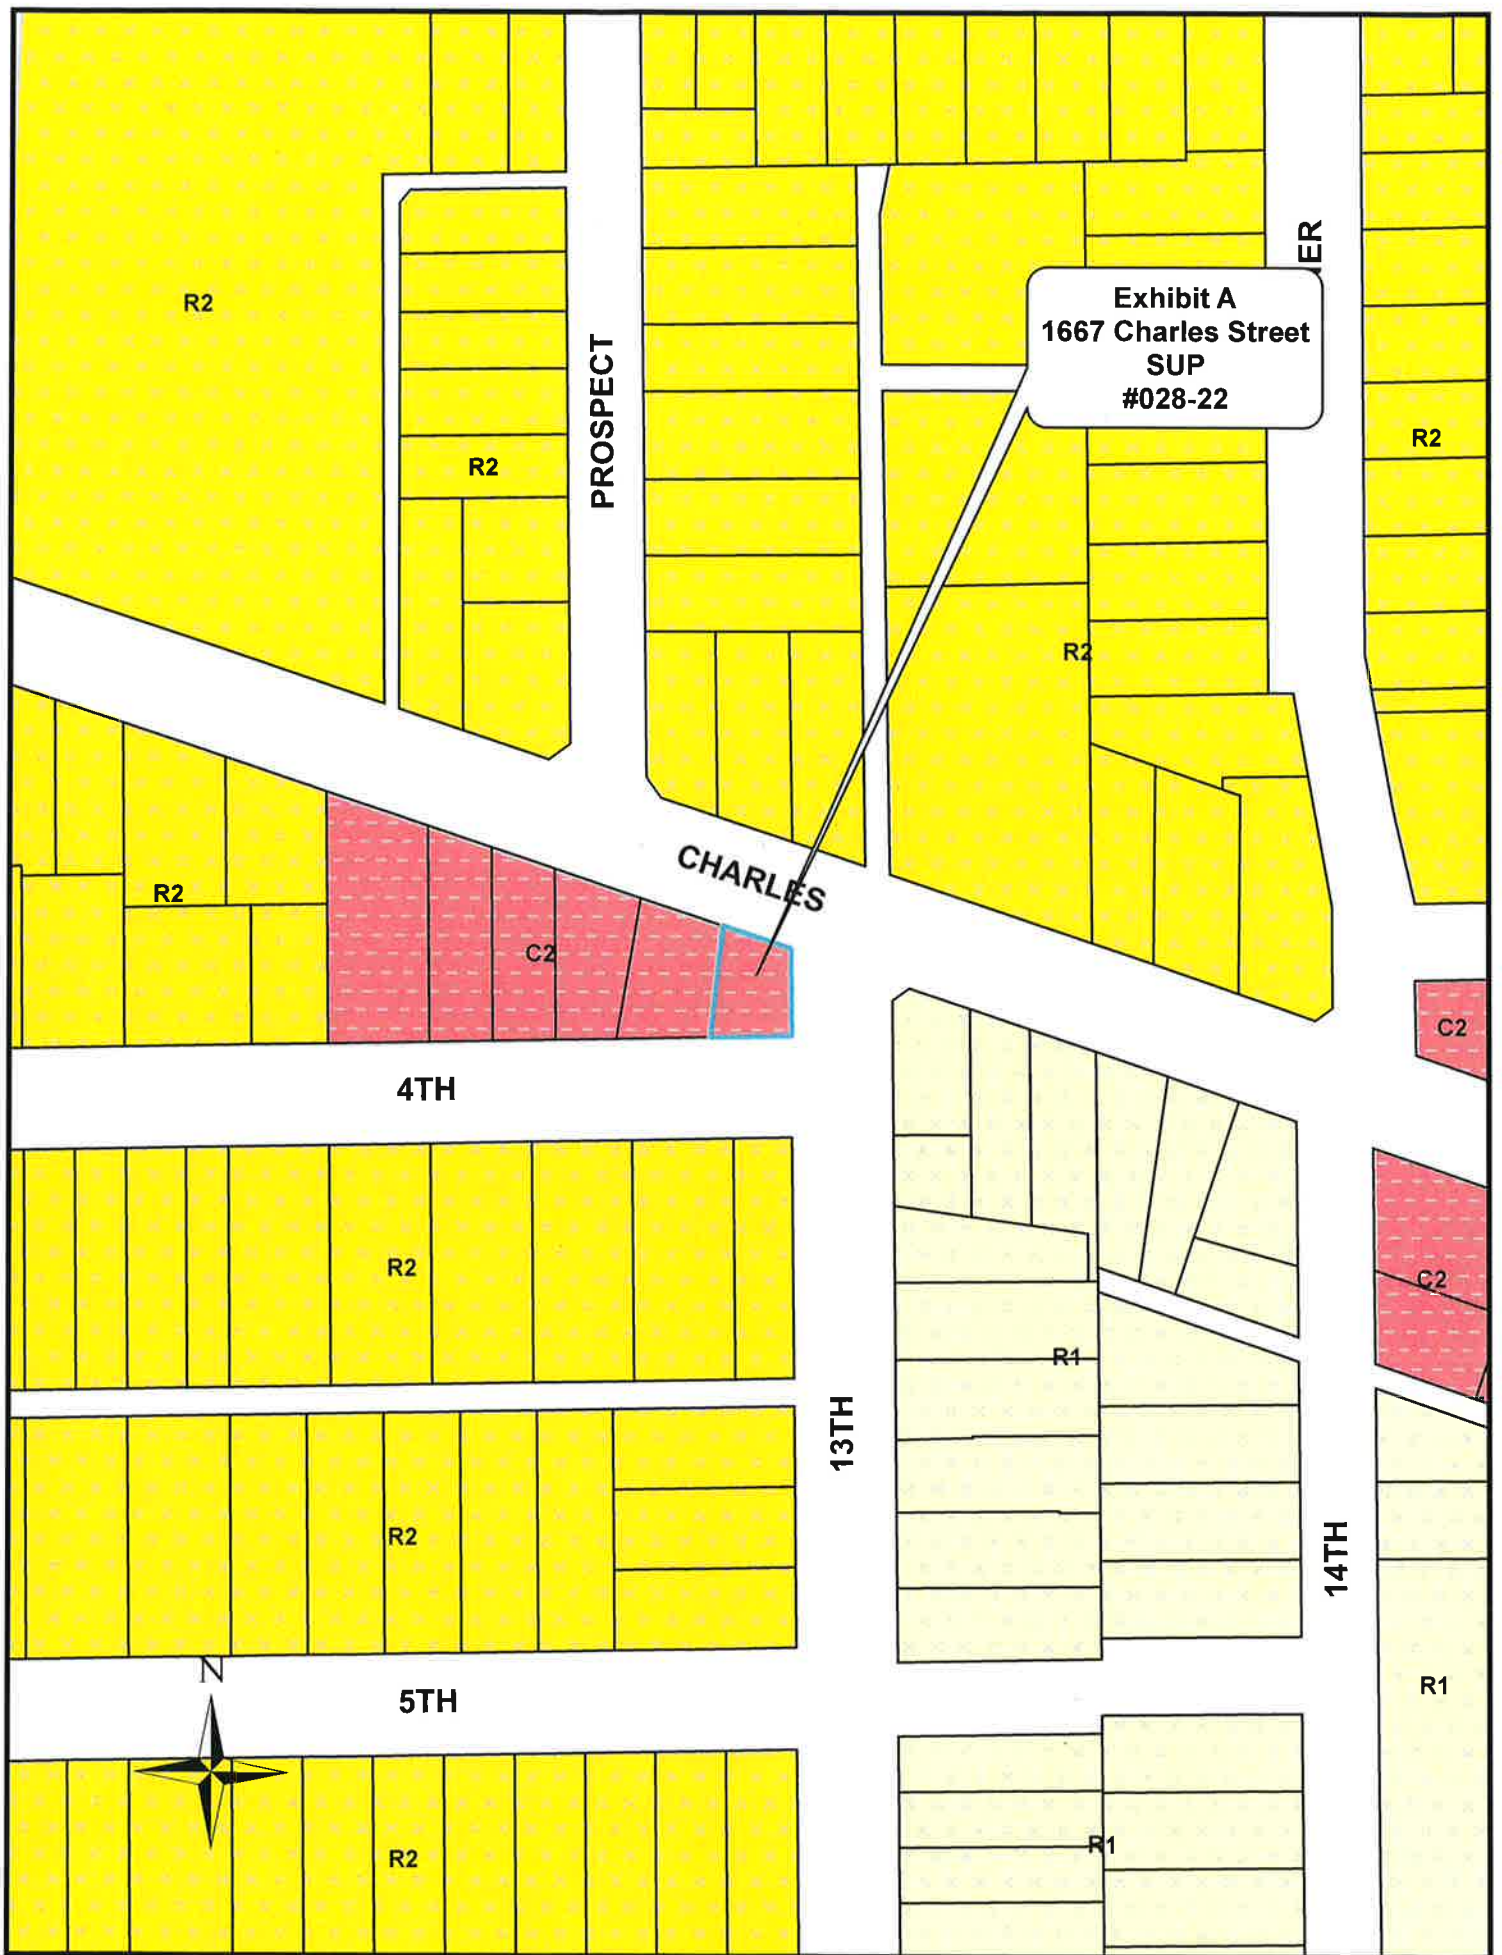 ER
Exhibit A
1667 Charles Street
SUP
#028-22
R2
PROSPECT
R2
R2
R2
CHARLES
R2
C2
C2
4TH
R2
C2
R1
13TH
R2
14TH
N
5TH
R1
R1
R2